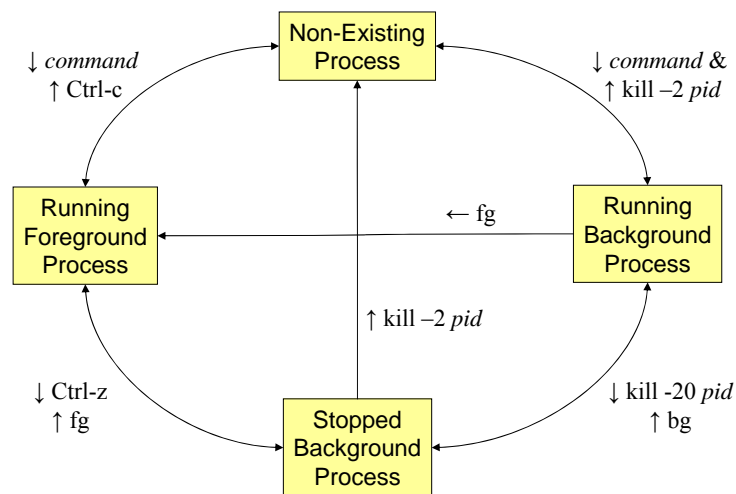 Non-Existing
Process
↓ command
↑ Ctrl-c
↓ command &
↑ kill –2 pid
Running
Foreground
Process
← fg
Running
Background
Process
↑ kill –2 pid
↓ Ctrl-z
↑ fg
Stopped
Background
Process
↓ kill -20 pid
↑ bg